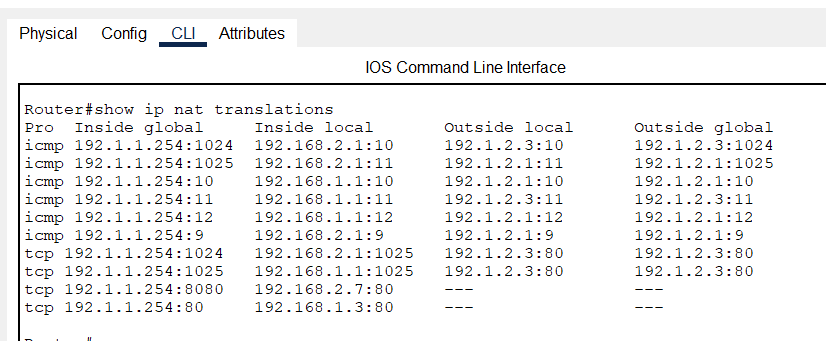 Physical Config CLI Attributes
IOS Command Line Interface
Router#show ip nat translations
Pro Inside global Inside local Outside local Outside global
icmp 192.1.1.254:1024 192.168.2.1:10 192.1.2.3:10 192.1.2.3:1024
icmp 192.1.1.254:1025 192.168.2.1:11 192.1.2.1:11 192.1.2.1:1025
icmp 192.1.1.254:10 192.168.1.1:10 192.1.2.1:10 192.1.2.1:10
icmp 192.1.1.254:11 192.168.1.1:11 192.1.2.3:11 192.1.2.3:11
icmp 192.1.1.254:12 192.168.1.1:12 192.1.2.1:12 192.1.2.1:12
icmp 192.1.1.254:9 192.168.2.1:9 192.1.2.1:9 192.1.2.1:9
tcp 192.1.1.254:1024 192.168.2.1:1025 192.1.2.3:80 192.1.2.3:80
tcp 192.1.1.254:1025 192.168.1.1:1025 192.1.2.3:80 192.1.2.3:80
tcp 192.1.1.254:8080 192.168.2.7:80 --- ---
tcp 192.1.1.254:80 192.168.1.3:80 --- ---